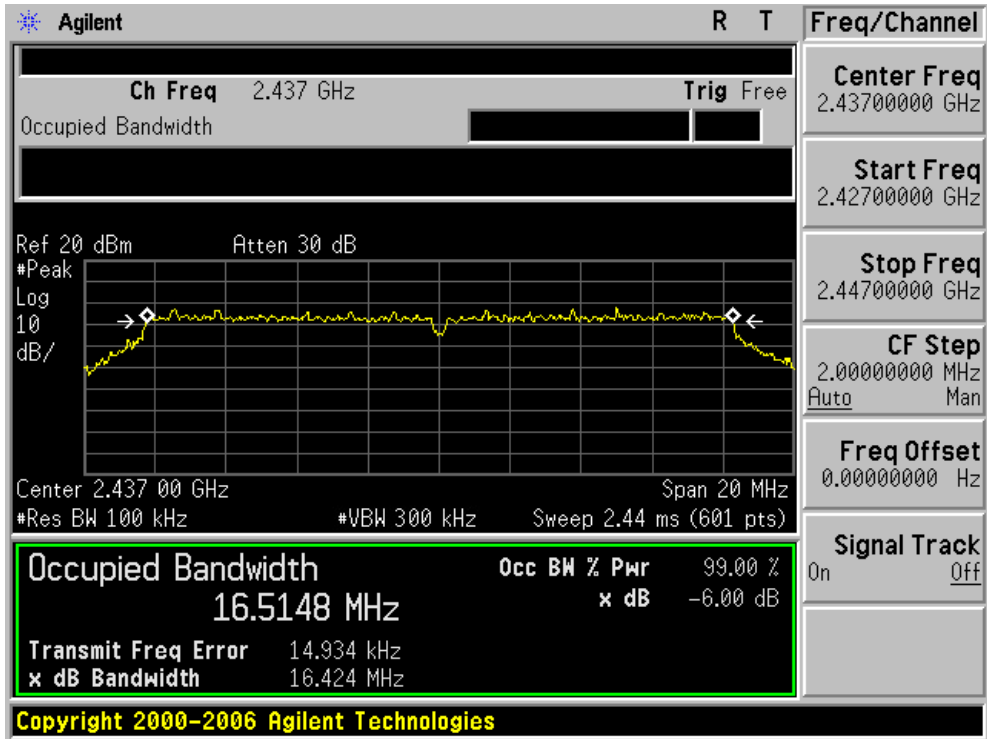 Agilent R T
Ch Freq 2.437 GHz Trig Free
Occupied Bandwidth
Ref 20 dBm Atten 30 dB
#Peak
Log
10
dB/
Center 2.437 00 GHz Span 20 MHz
#Res BW 100 kHz #VBW 300 kHz Sweep 2.44 ms (601 pts)
Occupied Bandwidth
16.5148 MHz
Occ BW % Pwr 99.00 %
x dB -6.00 dB
Transmit Freq Error 14.934 kHz
x dB Bandwidth 16.424 MHz
Copyright 2000-2006 Agilent Technologies
Freq/Channel
Center Freq
2.43700000 GHz
Start Freq
2.42700000 GHz
Stop Freq
2.44700000 GHz
CF Step
2.00000000 MHz
Auto Man
Freq Offset
0.00000000 Hz
Signal Track
On Off